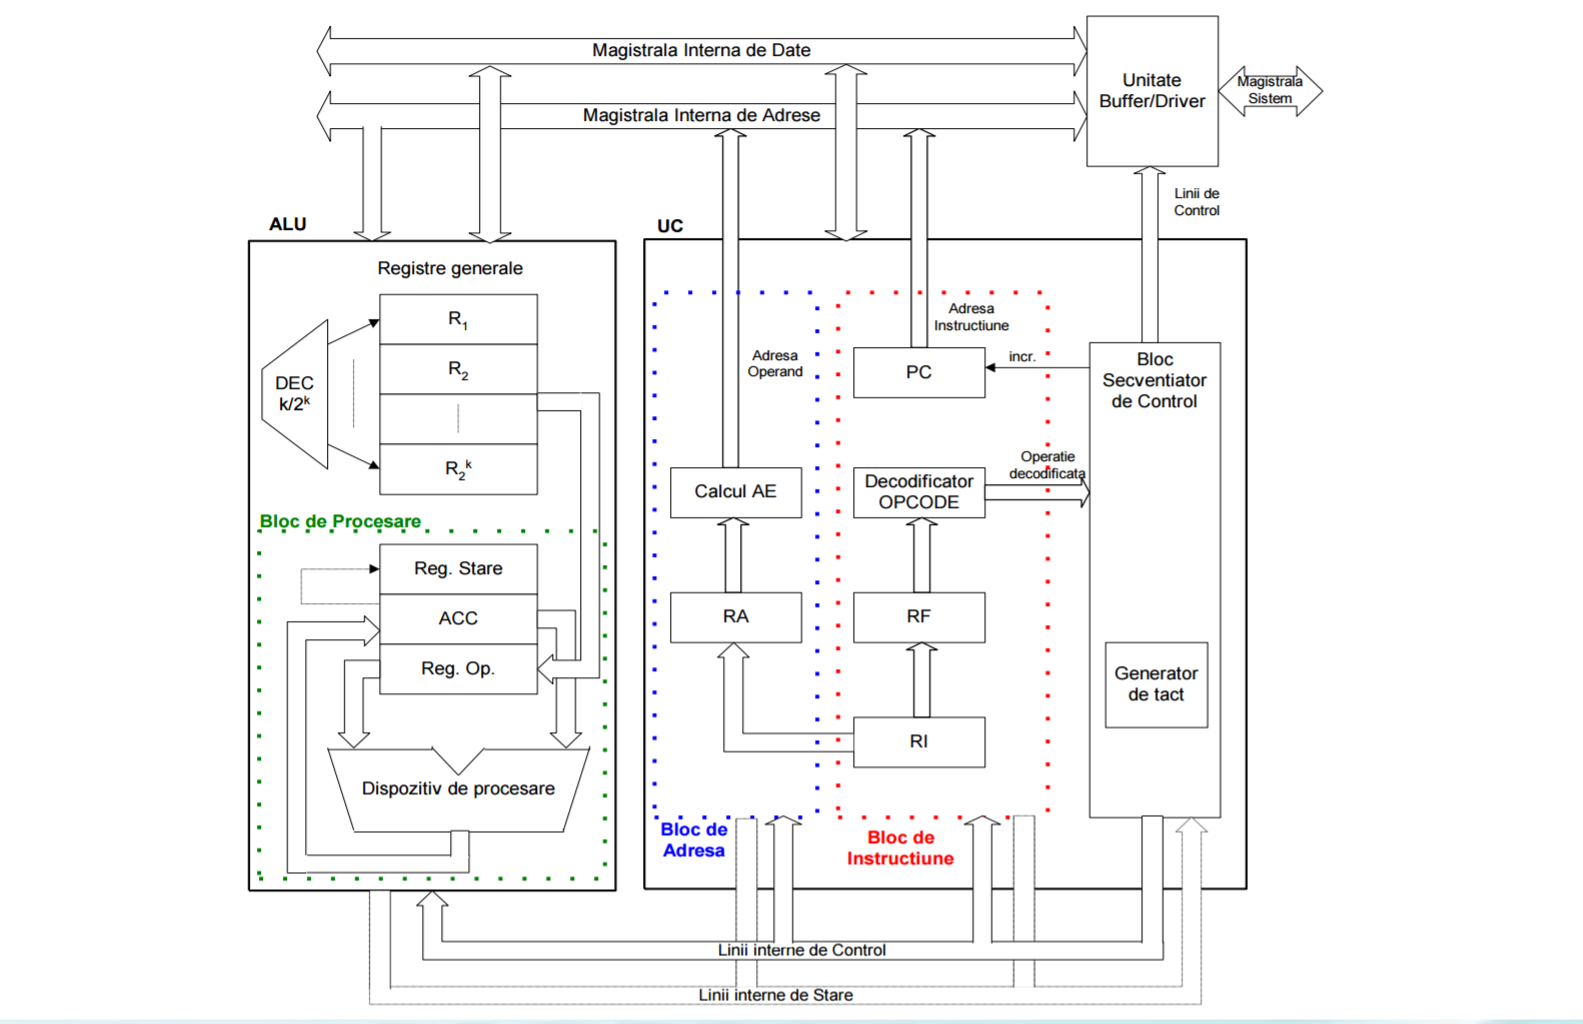 Magistrala Interna de Date
Unitate
Buffer/Driver
Magistrala
Sistem
Magistrala Interna de Adrese
Linii de
Control
ALU
UC
Registre generale
R1
R2
R2^k
DEC
k/2^k
Adresa
Instructiune
Adresa
Operand
PC
incr.
Bloc
Secventiator
de Control
Operatie
decodificata
Calcul AE
Decodificator
OPCODE
Bloc de Procesare
Reg. Stare
ACC
Reg. Op.
RA
RF
Generator
de tact
RI
Dispozitiv de procesare
Bloc de
Adresa
Bloc de
Instructiune
Linii interne de Control
Linii interne de Stare